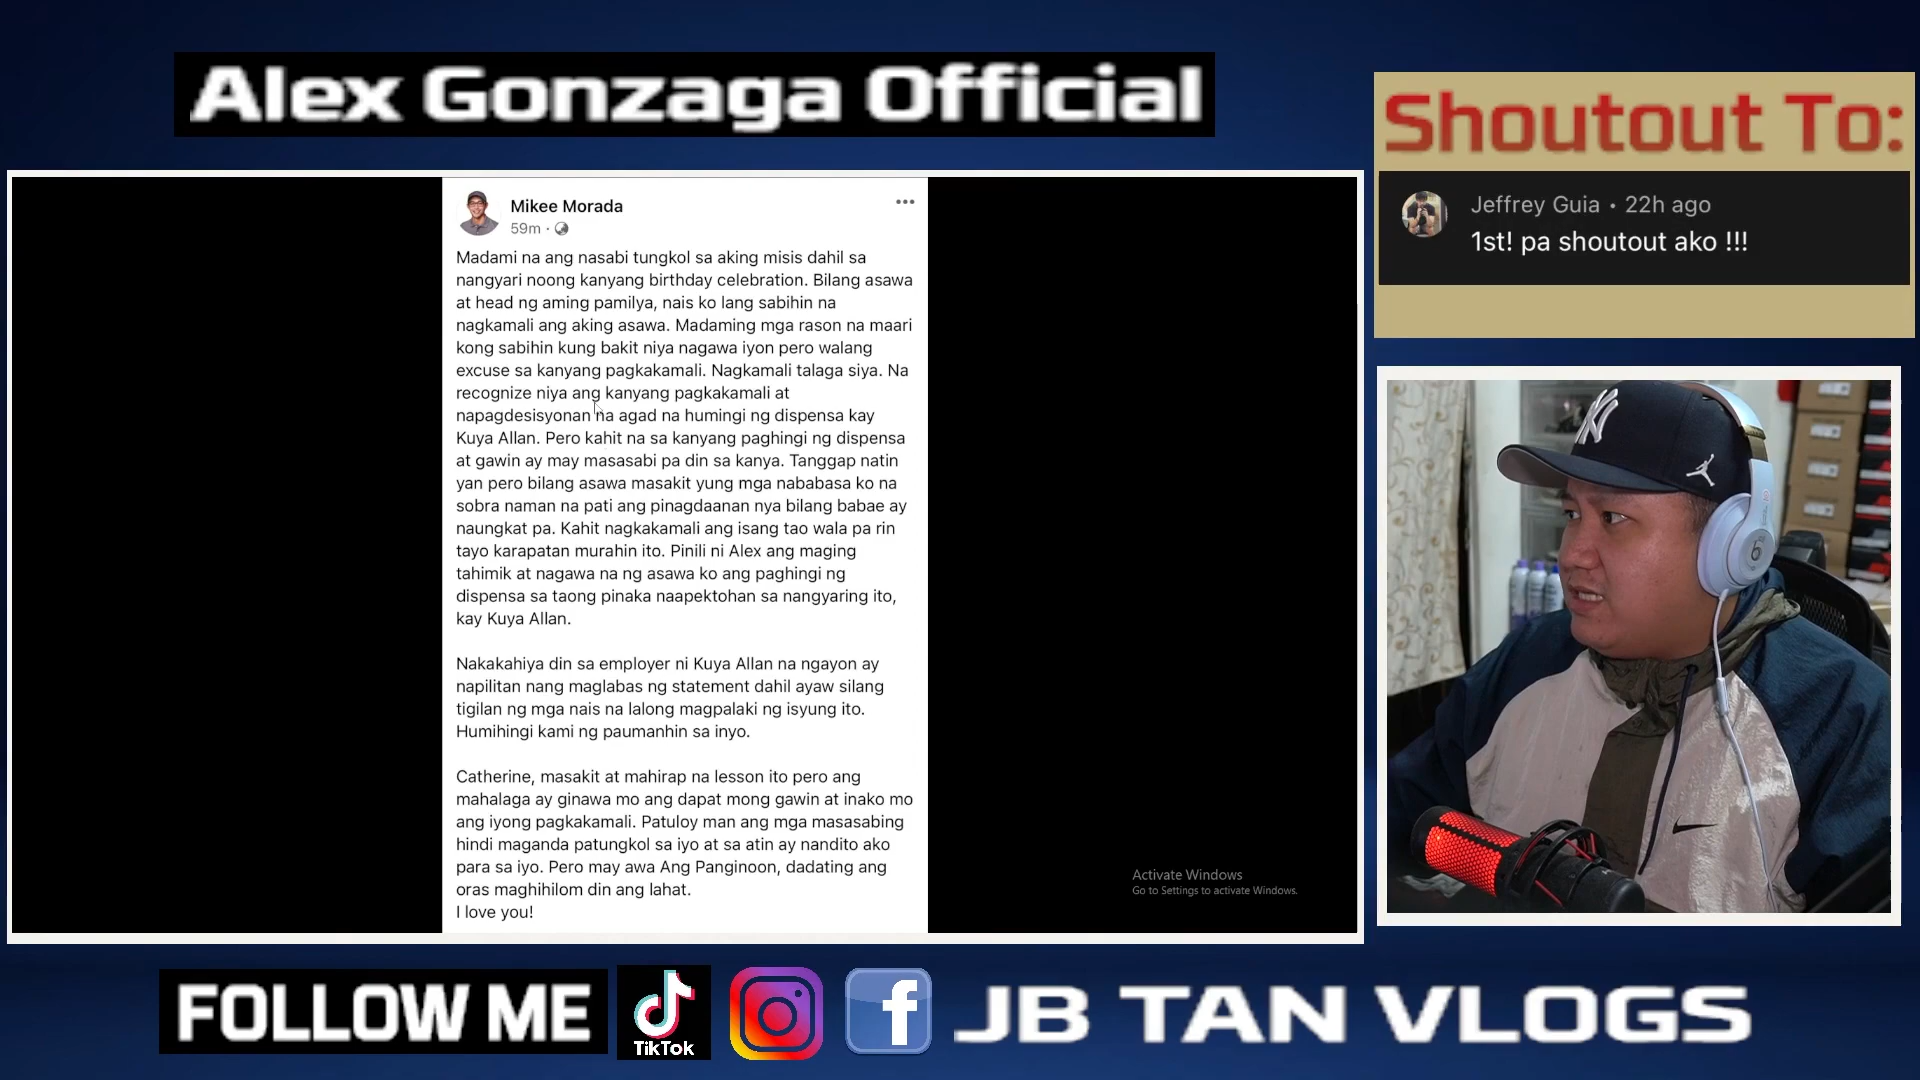 Alex Gonzaga Official
Shoutout To:
Jeffrey Guia • 22h ago
1st! pa shoutout ako !!!
Mikee Morada
59m ·
Madami na ang nasabi tungkol sa aking misis dahil sa
nangyari noong kanyang birthday celebration. Bilang asawa
at head ng aming pamilya, nais ko lang sabihin na
nagkamali ang aking asawa. Madaming mga rason na maari
kong sabihin kung bakit niya nagawa iyon pero walang
excuse sa kanyang pagkakamali. Nagkamali talaga siya. Na
recognize niya ang kanyang pagkakamali at
napagdesisyonan na agad na humingi ng dispensa kay
Kuya Allan. Pero kahit na sa kanyang paghingi ng dispensa
at gawin ay may masasabi pa din sa kanya. Tanggap natin
yan pero bilang asawa masakit yung mga nababasa ko na
sobra naman na pati ang pinagdaanan nya bilang babae ay
naungkat pa. Kahit nagkakamali ang isang tao wala pa rin
tayo karapatan murahin ito. Pinili ni Alex ang maging
tahimik at nagawa na ng asawa ko ang paghingi ng
dispensa sa taong pinaka naapektohan sa nangyaring ito,
kay Kuya Allan.
Nakakahiya din sa employer ni Kuya Allan na ngayon ay
napilitan nang maglabas ng statement dahil ayaw silang
tigilan ng mga nais na lalong magpalaki ng isyung ito.
Humihingi kami ng paumanhin sa inyo.
Catherine, masakit at mahirap na lesson ito pero ang
mahalaga ay ginawa mo ang dapat mong gawin at inako mo
ang iyong pagkakamali. Patuloy man ang mga masasabing
hindi maganda patungkol sa iyo at sa atin ay nandito ako
para sa iyo. Pero may awa Ang Panginoon, dadating ang
oras maghihilom din ang lahat.
I love you!
Activate Windows
Go to Settings to activate Windows.
NY
FOLLOW ME
TikTok
JB TAN VLOGS